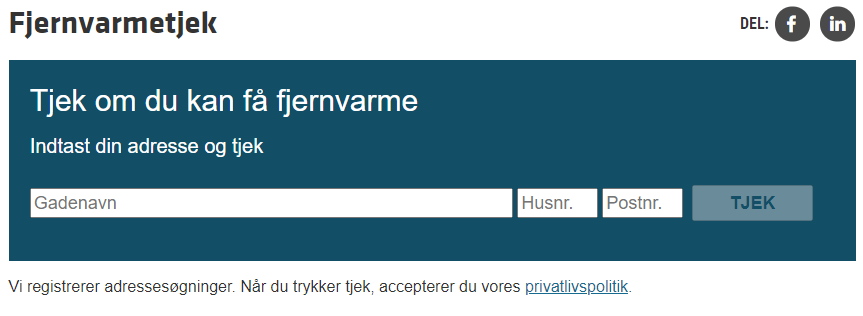 Fjernvarmetjek
DEL:
Tjek om du kan få fjernvarme
Indtast din adresse og tjek
Gadenavn Husnr. Postnr. TJEK
Vi registrerer adressesøgninger. Når du trykker tjek, accepterer du vores privatlivspolitik.